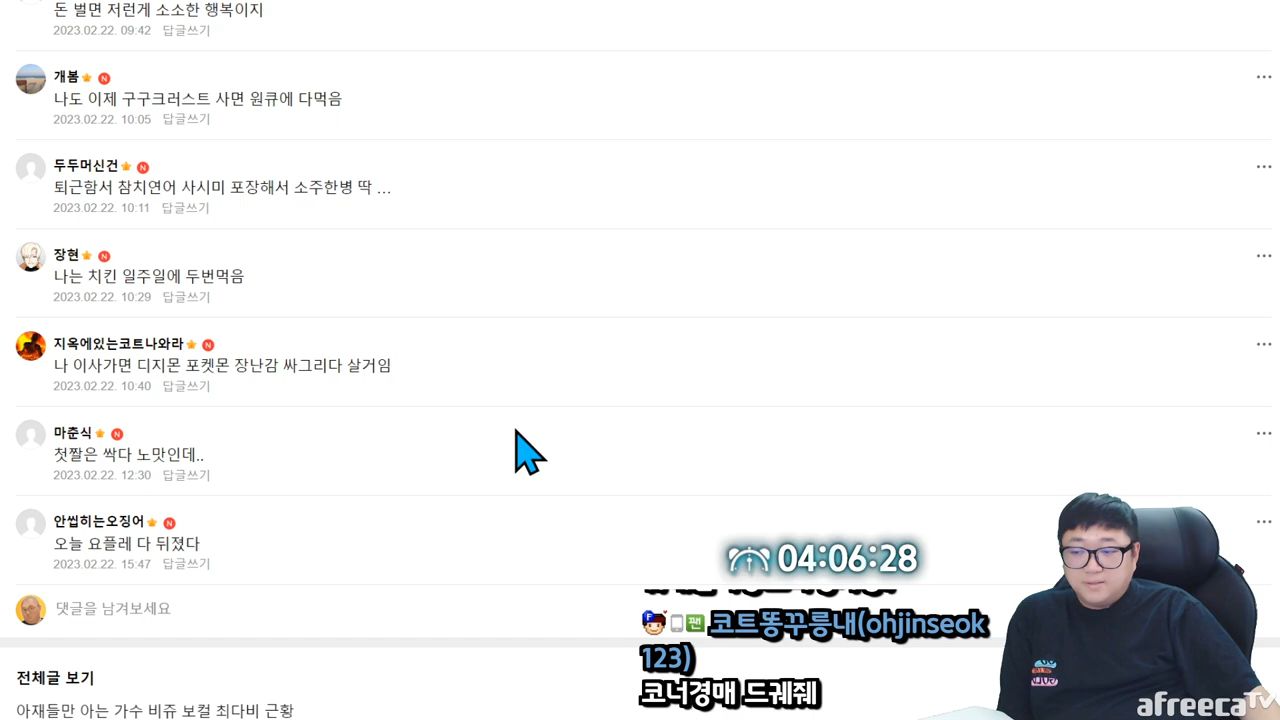 돈 벌면 저런게 소소한 행복이지
2023.02.22. 09:42 답글쓰기
개봄 N
나도 이제 구구크러스트 사면 원큐에 다먹음
2023.02.22. 10:05 답글쓰기
두두머신건 N
퇴근함서 참치연어 사시미 포장해서 소주한병 딱 ...
2023.02.22. 10:11 답글쓰기
장현 N
나는 치킨 일주일에 두번먹음
2023.02.22. 10:29 답글쓰기
지옥에있는코트나와라 N
나 이사가면 디지몬 포켓몬 장난감 싸그리다 살거임
2023.02.22. 10:40 답글쓰기
마춘식 N
첫짤은 싹다 노맛인데..
2023.02.22. 12:30 답글쓰기
안씹히는오징어 N
오늘 요플레 다 뒤졌다
2023.02.22. 15:47 답글쓰기
댓글을 남겨보세요
04:06:28
F 팬 코트똥꾸릉내(ohjinseok
123)
코너경매 드궤줴
전체글 보기
아재들만 아는 가수 비쥬 보컬 최다비 근황
afreecaTV